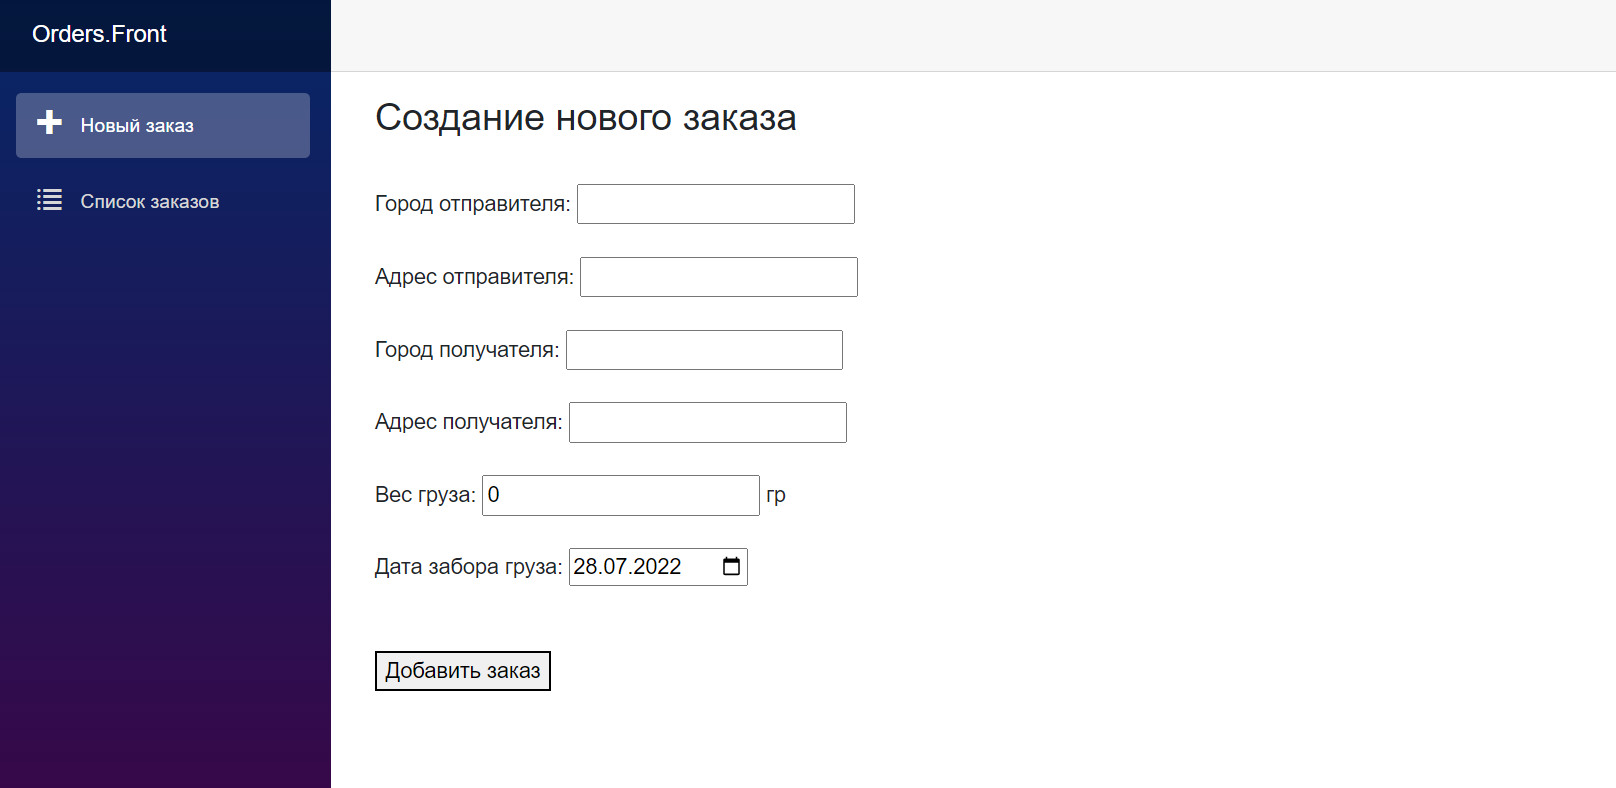 Orders.Front
Новый заказ
Список заказов
Создание нового заказа
Город отправителя:
Адрес отправителя:
Город получателя:
Адрес получателя:
Вес груза: 0 гр
Дата забора груза: 28.07.2022
Добавить заказ